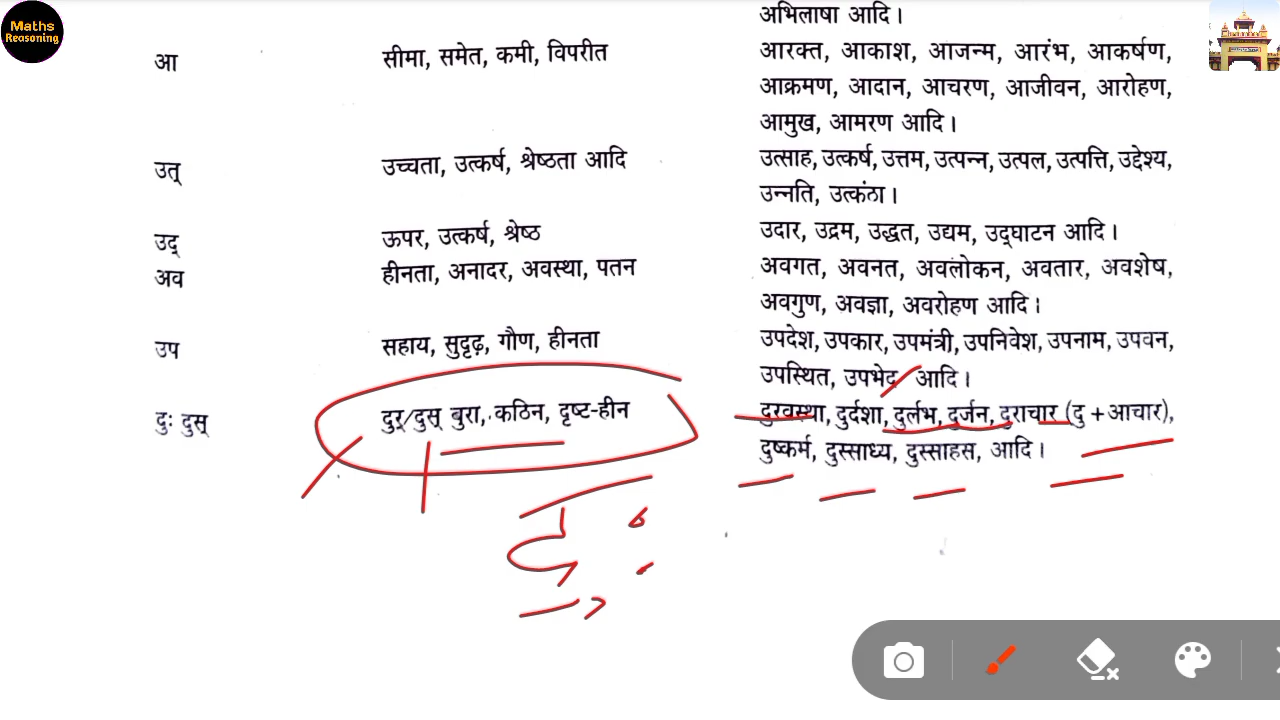 Maths
Reasoning
अभिलाषा आदि।
आ सीमा, समेत, कमी, विपरीत आरक्त, आकाश, आजन्म, आरंभ, आकर्षण,
आक्रमण, आदान, आचरण, आजीवन, आरोहण,
आमुख, आमरण आदि।
उत् उच्चता, उत्कर्ष, श्रेष्ठता आदि उत्साह, उत्कर्ष, उत्तम, उत्पन्न, उत्पल, उत्पत्ति, उद्देश्य,
उन्नति, उत्कंठा।
उद् ऊपर, उत्कर्ष, श्रेष्ठ उदार, उद्गम, उद्धत, उद्यम, उद्‌घाटन आदि।
अव हीनता, अनादर, अवस्था, पतन अवगत, अवनत, अवलोकन, अवतार, अवशेष,
अवगुण, अवज्ञा, अवरोहण आदि।
उप सहाय, सुदृढ़, गौण, हीनता उपदेश, उपकार, उपमंत्री, उपनिवेश, उपनाम, उपवन,
उपस्थित, उपभेद आदि।
दुः दुस् दुर्/दुस् बुरा, कठिन, दृष्ट-हीन दुरवस्था, दुर्दशा, दुर्लभ, दुर्जन, दुराचार (दु + आचार),
दुष्कर्म, दुस्साध्य, दुस्साहस, आदि।
दुः